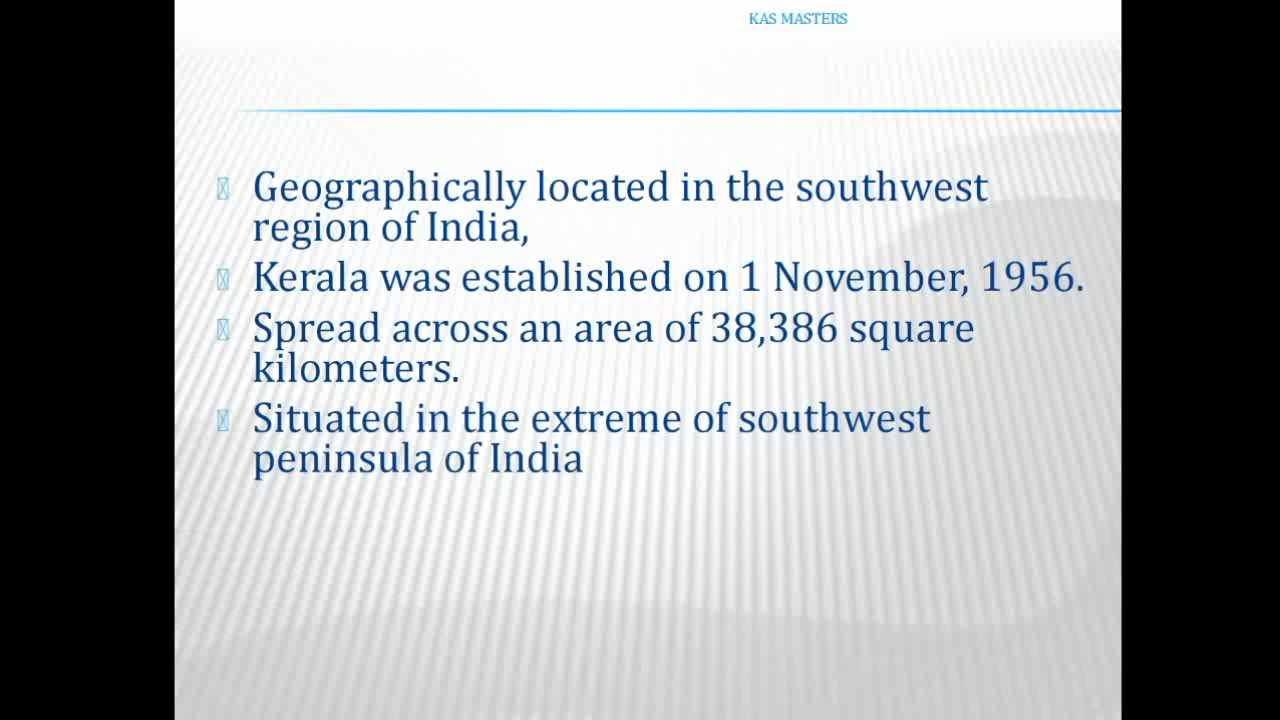 KAS MASTERS
Geographically located in the southwest
region of India,
Kerala was established on 1 November, 1956.
Spread across an area of 38,386 square
kilometers.
Situated in the extreme of southwest
peninsula of India